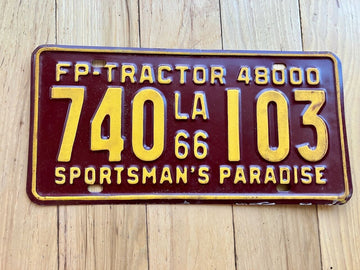 FP-TRACTOR 48000
740 LA 66 103
SPORTSMAN'S PARADISE